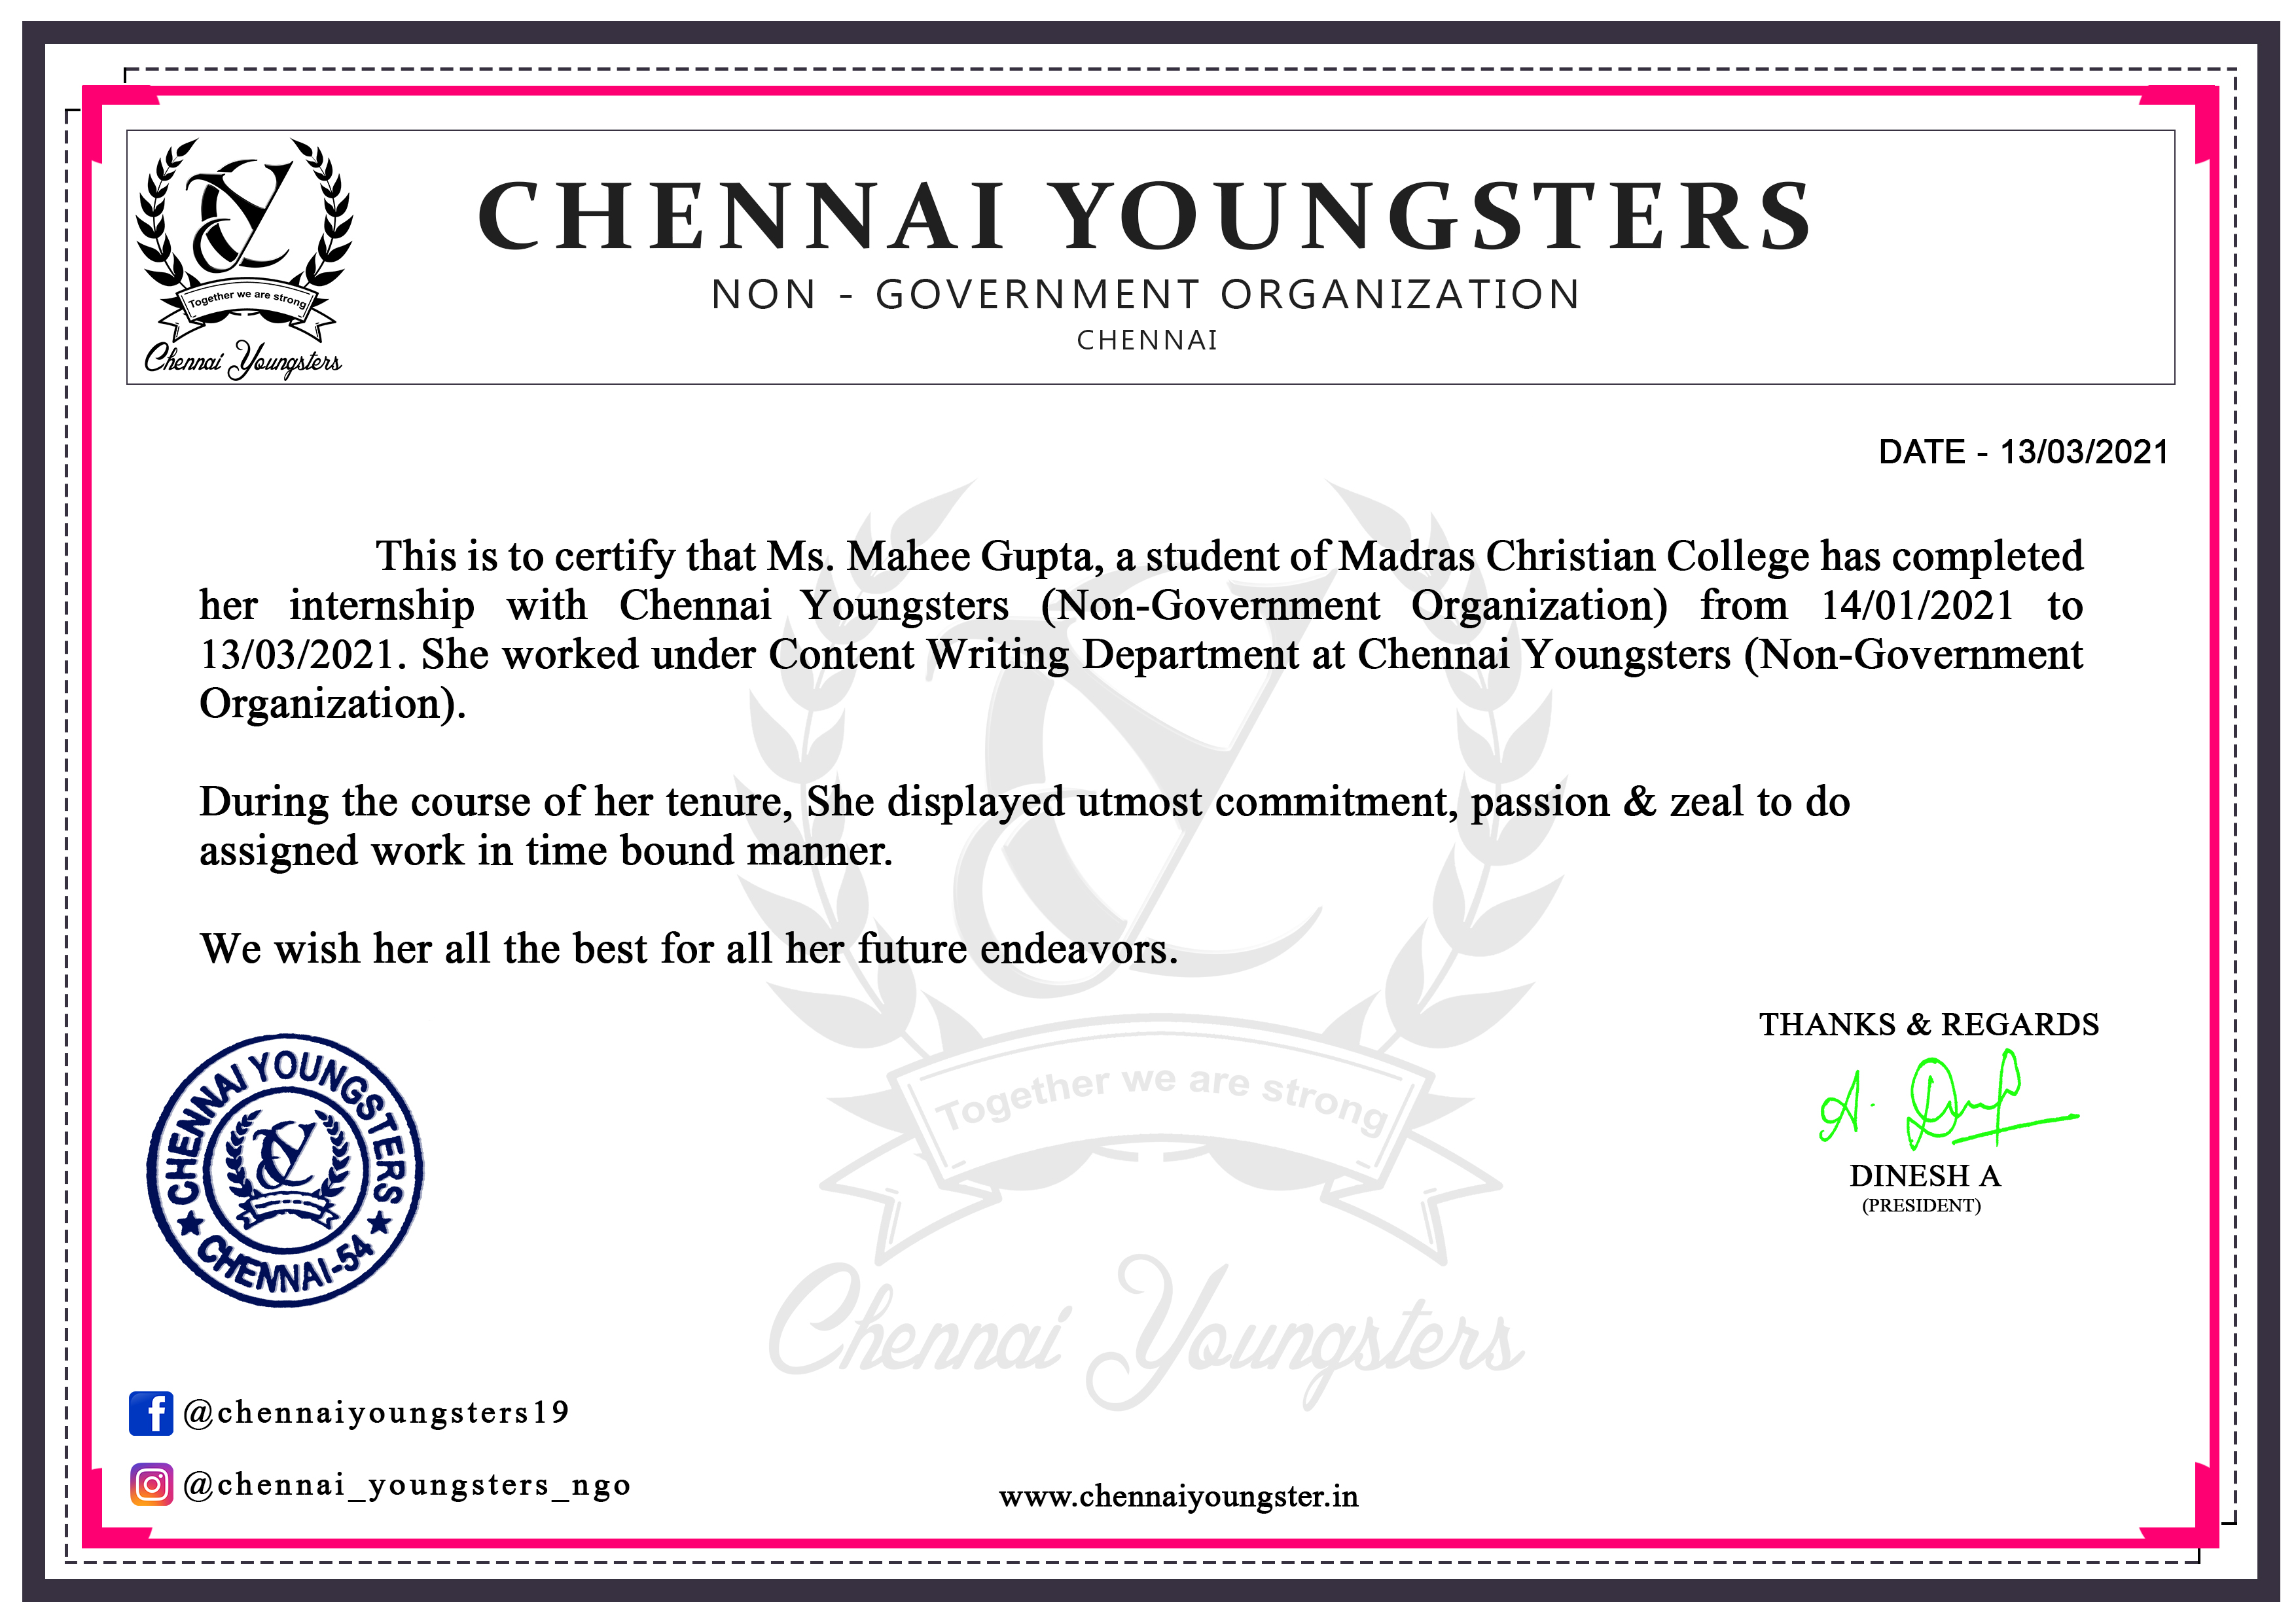 Together we are strong
Chennai Youngsters
CHENNAI YOUNGSTERS
NON - GOVERNMENT ORGANIZATION
CHENNAI
DATE - 13/03/2021
This is to certify that Ms. Mahee Gupta, a student of Madras Christian College has completed
her internship with Chennai Youngsters (Non-Government Organization) from 14/01/2021 to
13/03/2021. She worked under Content Writing Department at Chennai Youngsters (Non-Government
Organization).
During the course of her tenure, She displayed utmost commitment, passion & zeal to do
assigned work in time bound manner.
We wish her all the best for all her future endeavors.
THANKS & REGARDS
A. Dinesh
DINESH A
(PRESIDENT)
CHENNAI YOUNGSTERS
CHENNAI-54
Together we are strong
Chennai Youngsters
@chennaiyoungsters19
@chennai_youngsters_ngo
www.chennaiyoungster.in